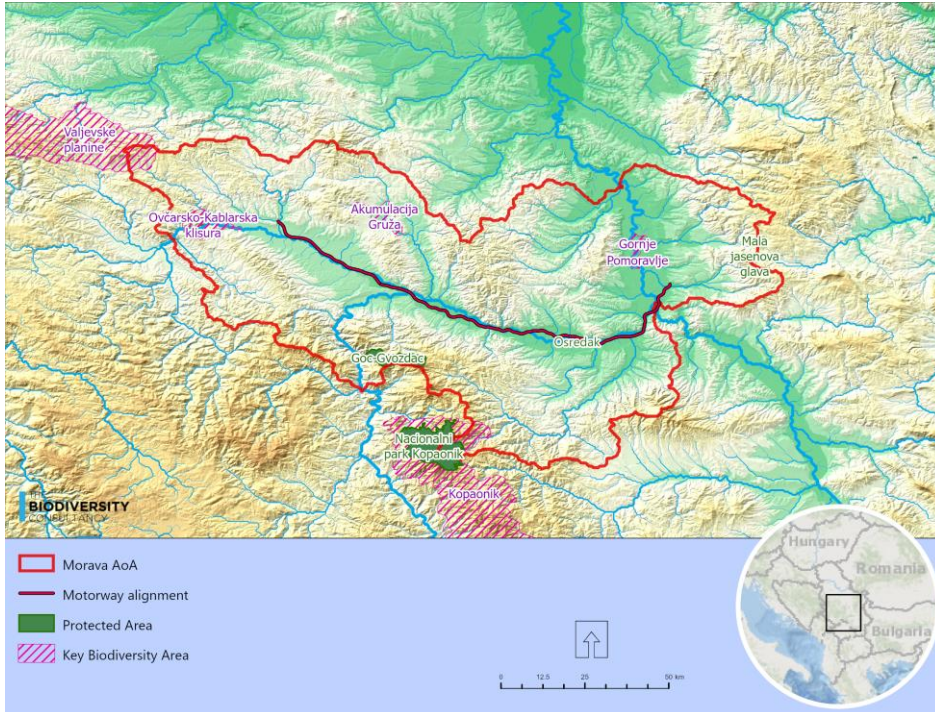 Valjevske
planine
Ovčarsko-Kablarska
klisura
Akumulacija
Gruža
Gornje
Pomoravlje
Mala
jasenova
glava
Osredak
Goč-Gvozdac
Nacionalni
park Kopaonik
Kopaonik
THE
BIODIVERSITY
CONSULTANCY
Morava AoA
Motorway alignment
Protected Area
Key Biodiversity Area
0 12.5 25 50 km
Hungary
Romania
Bulgaria